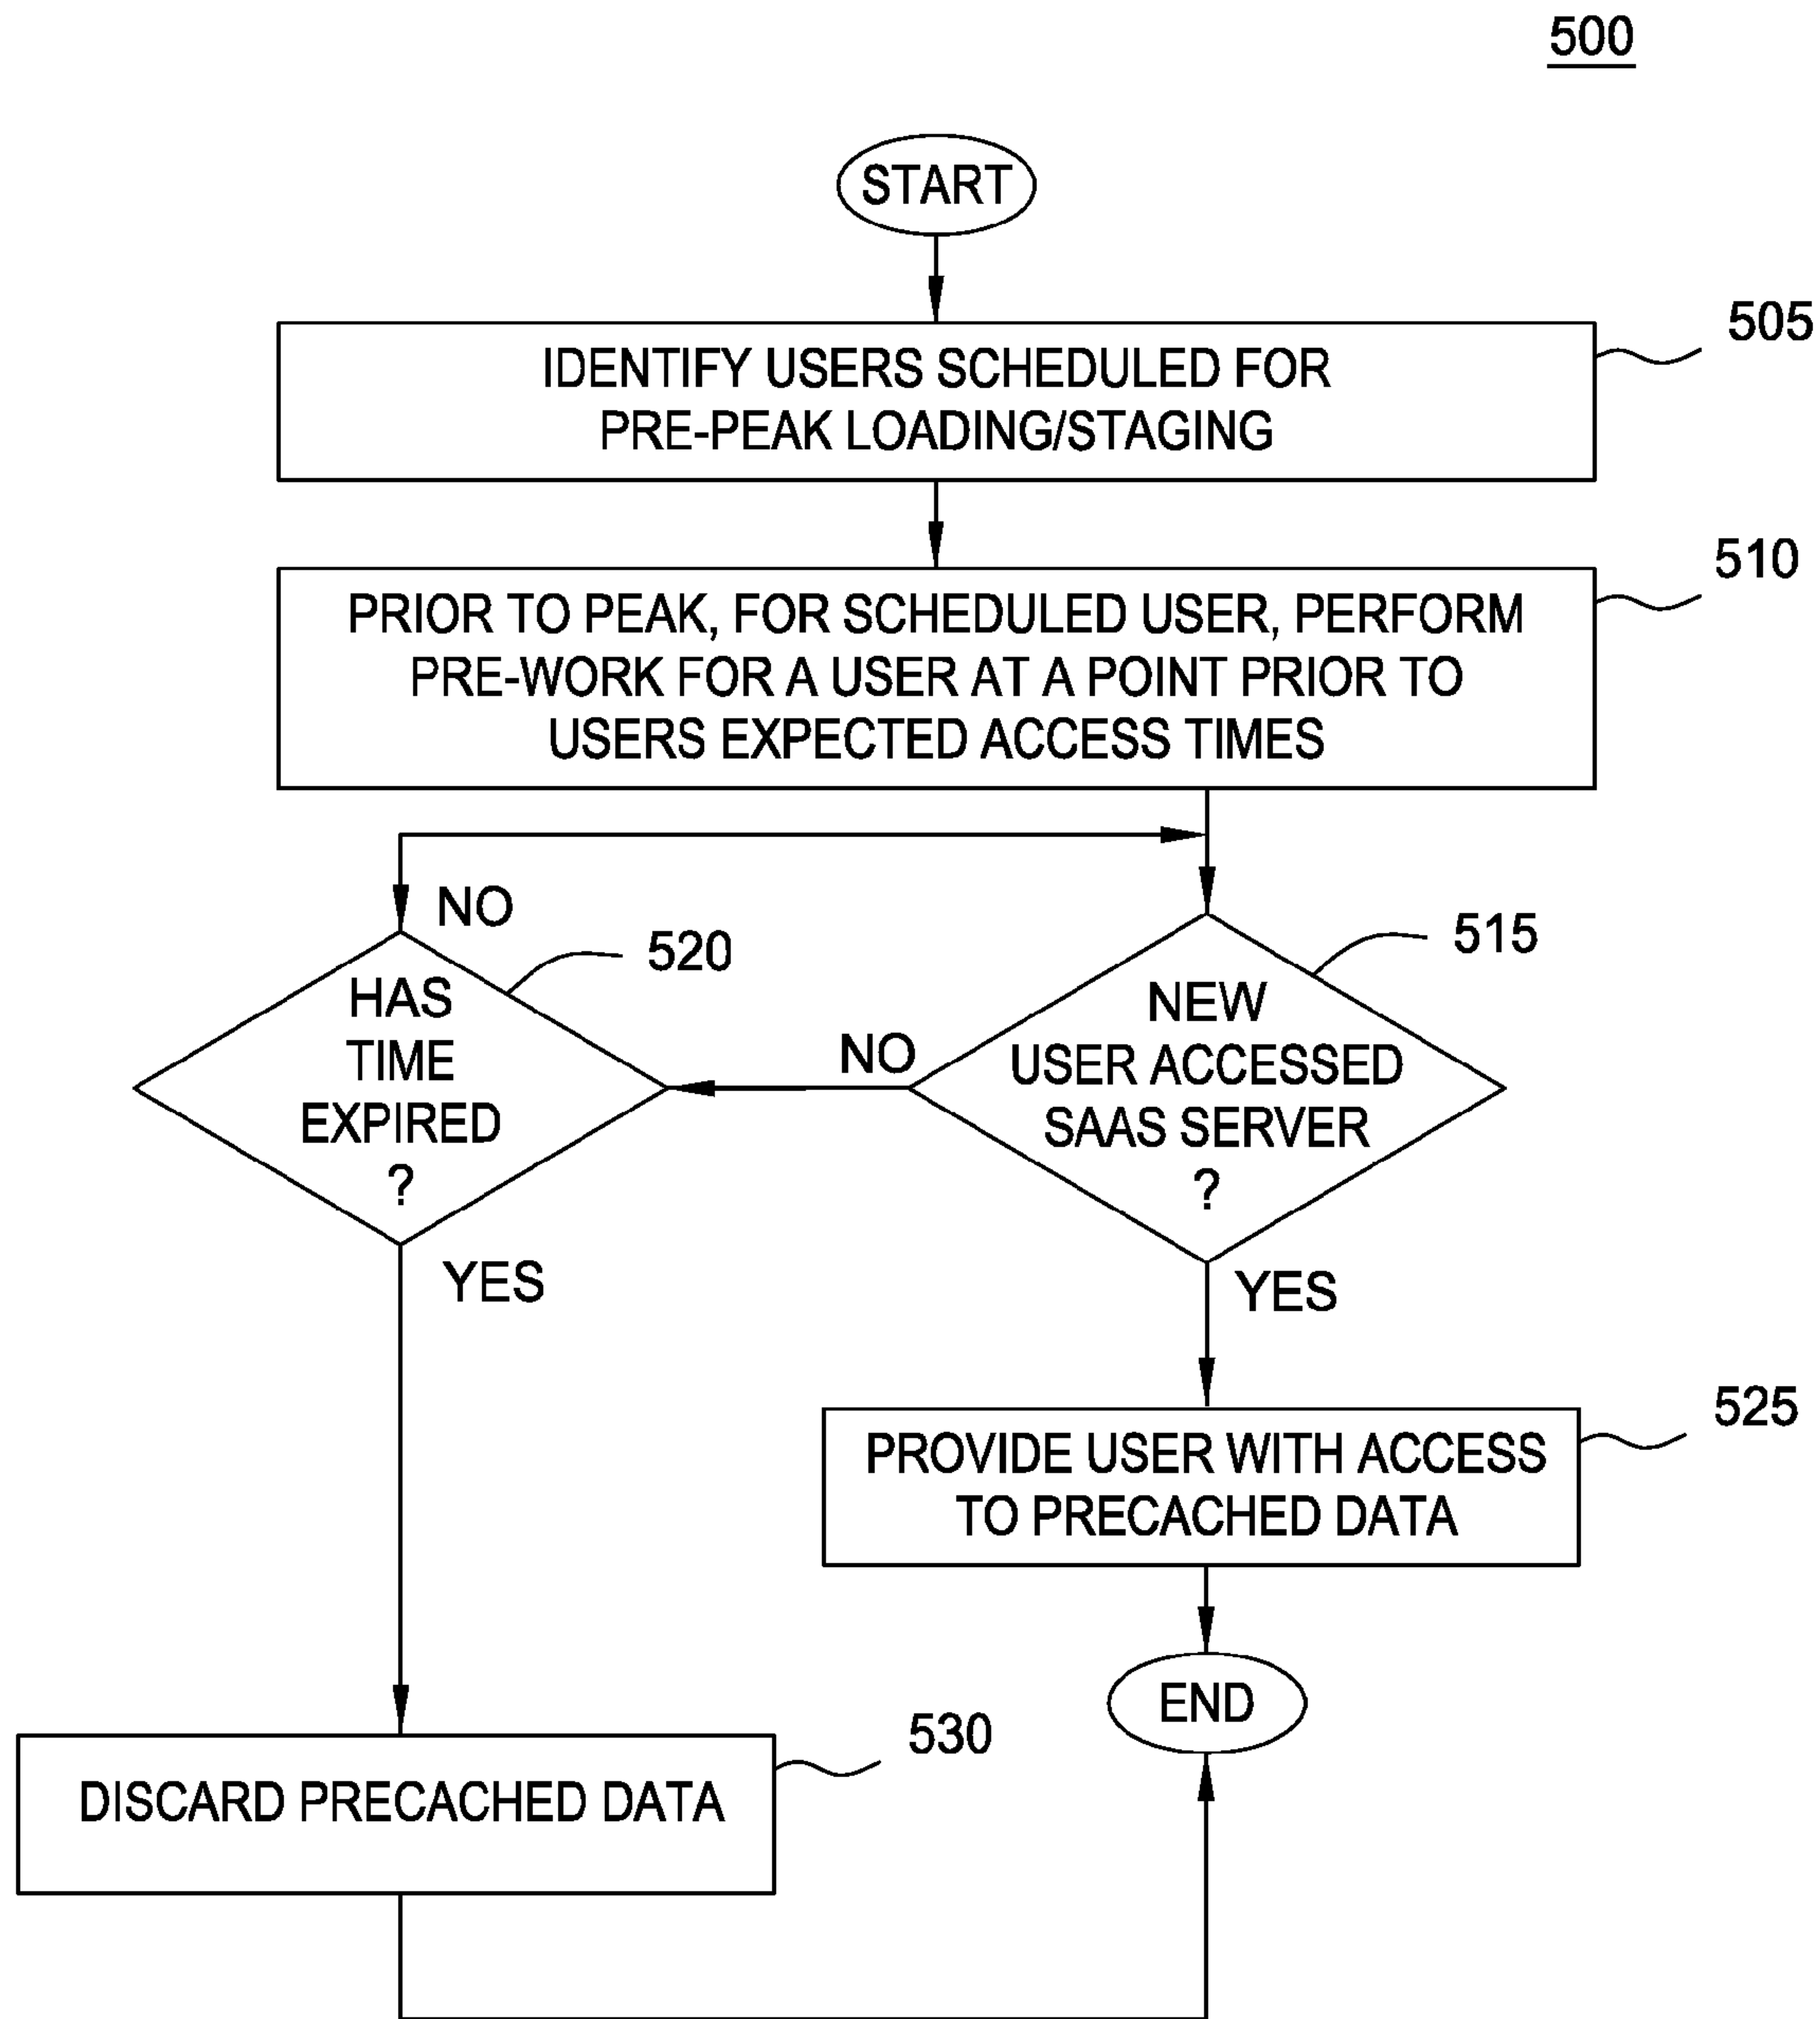 500
START
505
IDENTIFY USERS SCHEDULED FOR
PRE-PEAK LOADING/STAGING
510
PRIOR TO PEAK, FOR SCHEDULED USER, PERFORM
PRE-WORK FOR A USER AT A POINT PRIOR TO
USERS EXPECTED ACCESS TIMES
NO
520
HAS
TIME
EXPIRED
?
YES
NO
515
NEW
USER ACCESSED
SAAS SERVER
?
YES
525
PROVIDE USER WITH ACCESS
TO PRECACHED DATA
END
530
DISCARD PRECACHED DATA